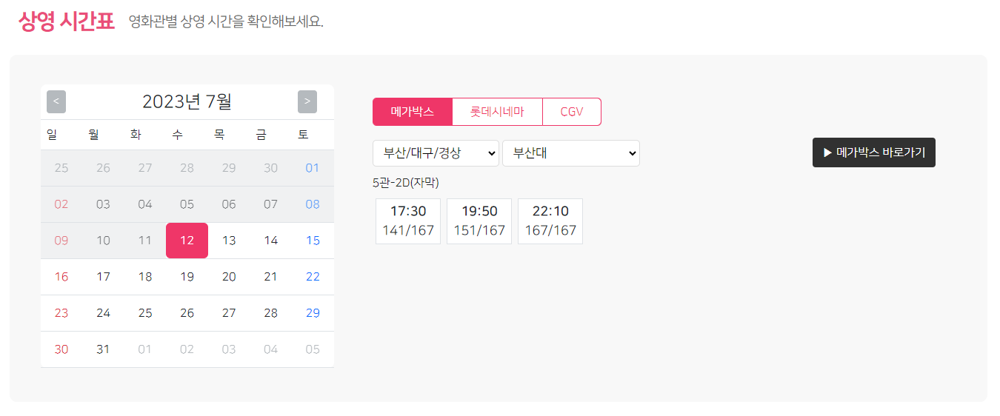 상영 시간표 영화관별 상영 시간을 확인해보세요.
< 2023년 7월 >
일 월 화 수 목 금 토
25 26 27 28 29 30 01
02 03 04 05 06 07 08
09 10 11 12 13 14 15
16 17 18 19 20 21 22
23 24 25 26 27 28 29
30 31 01 02 03 04 05
메가박스 롯데시네마 CGV
부산/대구/경상 부산대
▶ 메가박스 바로가기
5관-2D(자막)
17:30 19:50 22:10
141/167 151/167 167/167